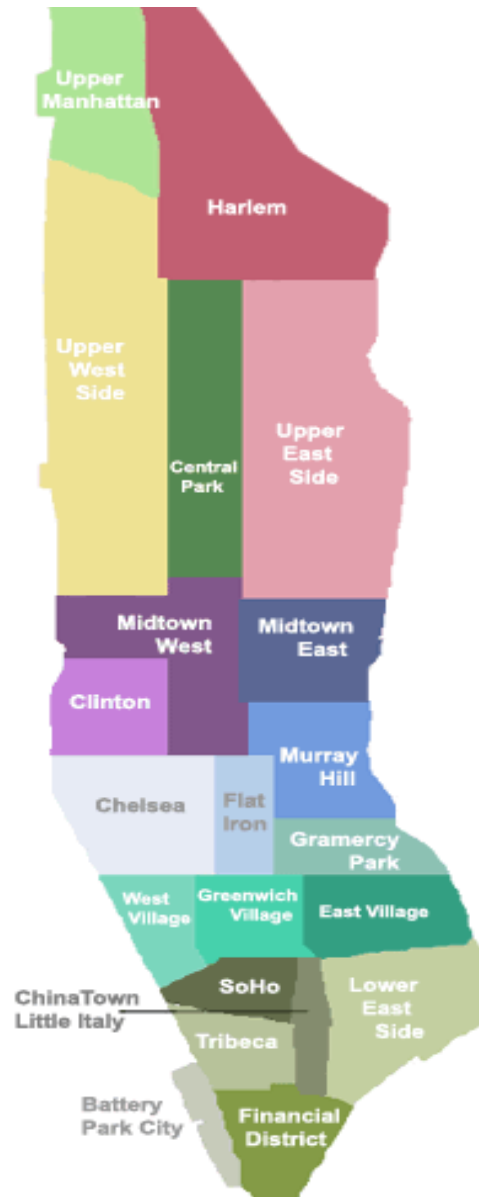 Upper
Manhattan
Harlem
Upper
West
Side
Central
Park
Upper
East
Side
Midtown
West
Midtown
East
Clinton
Murray
Hill
Chelsea
Flat
Iron
Gramercy
Park
West
Village
Greenwich
Village
East Village
SoHo
ChinaTown
Little Italy
Lower
East
Side
Tribeca
Battery
Park City
Financial
District